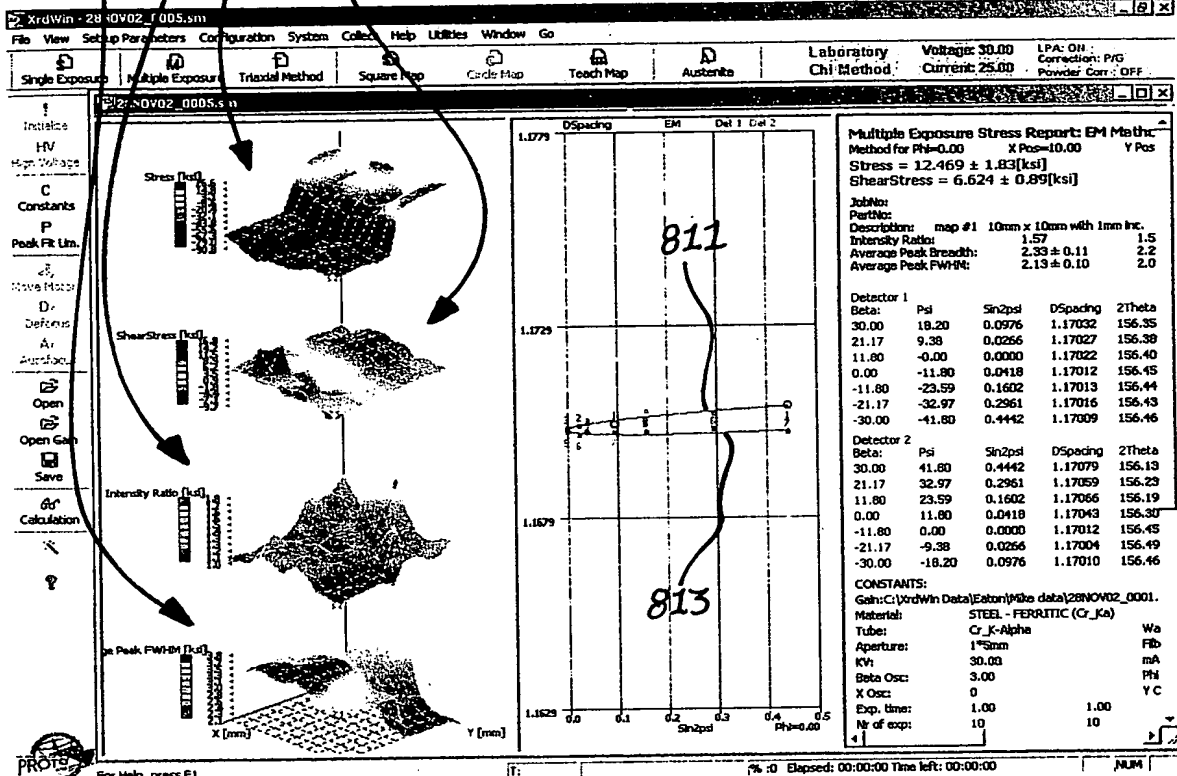 XrdWin - 28NOV02_0005.sm
File View Setup Parameters Configuration System Collect Help Utilities Window Go
Single Exposure Multiple Exposure Triaxial Method Square Map Circle Map Teach Map Austenite
Laboratory Chi Method
Voltage: 30.00
Current: 25.00
LPA: ON
Correction: P/G
Powder Corr : OFF
28NOV02_0005.sm
Initialize
HV
High Voltage
C
Constants
P
Peak Fit Lim.
Move Motor
D
Defocus
A
Autofocus
Open
Open Gain
Save
Calculation
?
PROTO
Stress [ksi]
ShearStress [ksi]
Intensity Ratio [ksi]
ge Peak FWHM [ksi]
X [mm]
Y [mm]
DSpacing EM Det 1 Det 2
1.1779
1.1729
1.1679
1.1629
811
813
0.0 0.1 0.2 0.3 0.4 0.5
Sin2psi Phi=0.00
Multiple Exposure Stress Report: EM Metho
Method for Phi=0.00 X Pos=10.00 Y Pos
Stress = 12.469 ± 1.83[ksi]
ShearStress = 6.624 ± 0.89[ksi]
JobNo:
PartNo:
Description: map #1 10mm x 10mm with 1mm inc.
Intensity Ratio: 1.57 1.5
Average Peak Breadth: 2.33 ± 0.11 2.2
Average Peak FWHM: 2.13 ± 0.10 2.0
Detector 1
Beta: Psi Sin2psi DSpacing 2Theta
30.00 18.20 0.0976 1.17032 156.35
21.17 9.38 0.0266 1.17027 156.38
11.80 -0.00 0.0000 1.17022 156.40
0.00 -11.80 0.0418 1.17012 156.45
-11.80 -23.59 0.1602 1.17013 156.44
-21.17 -32.97 0.2961 1.17016 156.43
-30.00 -41.80 0.4442 1.17009 156.46
Detector 2
Beta: Psi Sin2psi DSpacing 2Theta
30.00 41.80 0.4442 1.17079 156.13
21.17 32.97 0.2961 1.17059 156.23
11.80 23.59 0.1602 1.17066 156.19
0.00 11.80 0.0418 1.17043 156.30
-11.80 0.00 0.0000 1.17012 156.45
-21.17 -9.38 0.0266 1.17004 156.49
-30.00 -18.20 0.0976 1.17010 156.46
CONSTANTS:
Gain:C:\XrdWin Data\Eaton\Mike data\28NOV02_0001.
Material: STEEL - FERRITIC (Cr_Ka)
Tube: Cr_K-Alpha Wa
Aperture: 1*5mm Filb
KV: 30.00 mA
Beta Osc: 3.00 Phi
X Osc: 0 Y C
Exp. time: 1.00 1.00
Nr of exp: 10 10
For Help, press F1
T:
% :0 Elapsed: 00:00:00 Time left: 00:00:00
NUM